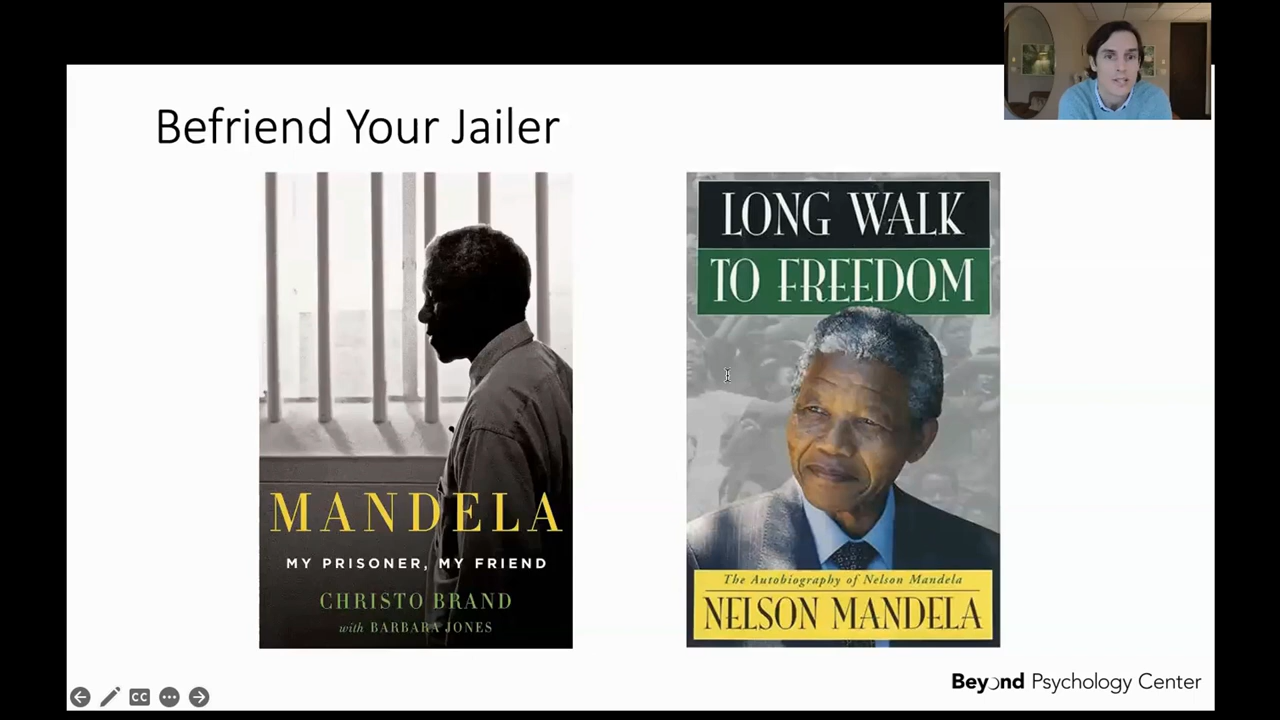 Befriend Your Jailer
MANDELA
MY PRISONER, MY FRIEND
CHRISTO BRAND
with BARBARA JONES
LONG WALK
TO FREEDOM
The Autobiography of Nelson Mandela
NELSON MANDELA
Beyond Psychology Center
CC